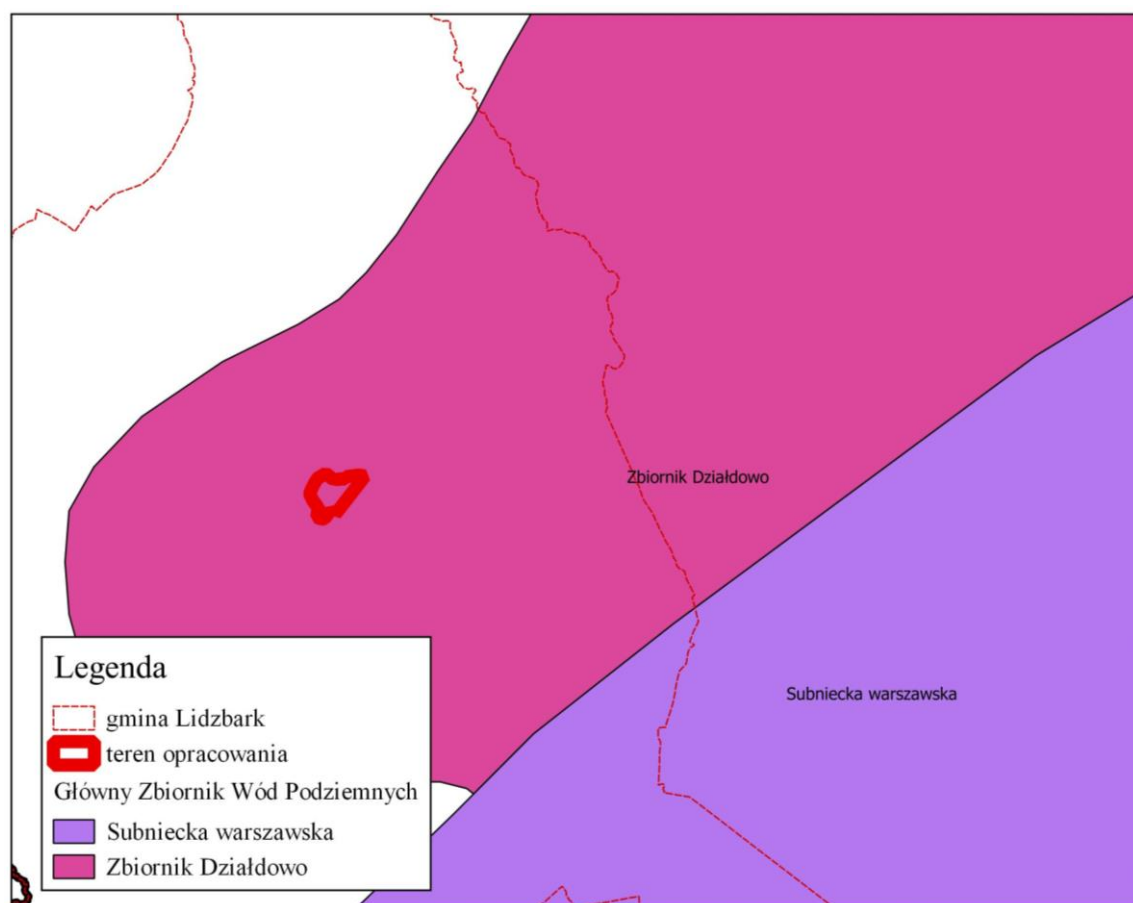 Zbiornik Działdowo
Subniecka warszawska
Legenda
gmina Lidzbark
teren opracowania
Główny Zbiornik Wód Podziemnych
Subniecka warszawska
Zbiornik Działdowo